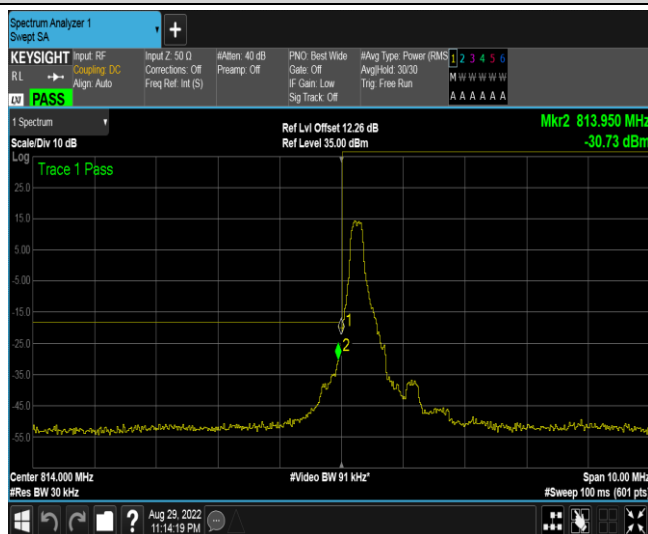 Spectrum Analyzer 1
Swept SA
+
KEYSIGHT Input: RF Input Z: 50 Ω #Atten: 40 dB PNO: Best Wide #Avg Type: Power (RMS 1 2 3 4 5 6
RL Coupling: DC Corrections: Off Preamp: Off Gate: Off Avg|Hold: 30/30 M W W W W W
Align: Auto Freq Ref: Int (S) IF Gain: Low Trig: Free Run
LXI PASS Sig Track: Off A A A A A A
1 Spectrum Ref Lvl Offset 12.26 dB Mkr2 813.950 MHz
Scale/Div 10 dB Ref Level 35.00 dBm -30.73 dBm
Log
Trace 1 Pass
25.0
15.0
5.00
-5.00
-15.0
1
2
-25.0
-35.0
-45.0
-55.0
Center 814.000 MHz #Video BW 91 kHz* Span 10.00 MHz
#Res BW 30 kHz #Sweep 100 ms (601 pts)
? Aug 29, 2022
11:14:19 PM